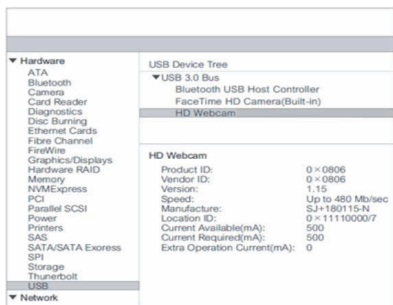 ▼ Hardware
ATA
Bluetooth
Camera
Card Reader
Diagnostics
Disc Burning
Ethernet Cards
Fibre Channel
FireWire
Graphics/Displays
Hardware RAID
Memory
NVMExpress
PCI
Parallel SCSI
Power
Printers
SAS
SATA/SATA Exoress
SPI
Storage
Thunerbolt
USB
▼ Network
USB Device Tree
▼USB 3.0 Bus
Bluetooth USB Host Controller
FaceTime HD Camera(Built-in)
HD Webcam
HD Webcam
Product ID: 0×0806
Vendor ID: 0×0806
Version: 1.15
Speed: Up to 480 Mb/sec
Manufacture: SJ+180115-N
Location ID: 0×11110000/7
Current Available(mA): 500
Current Required(mA): 500
Extra Operation Current(mA): 0